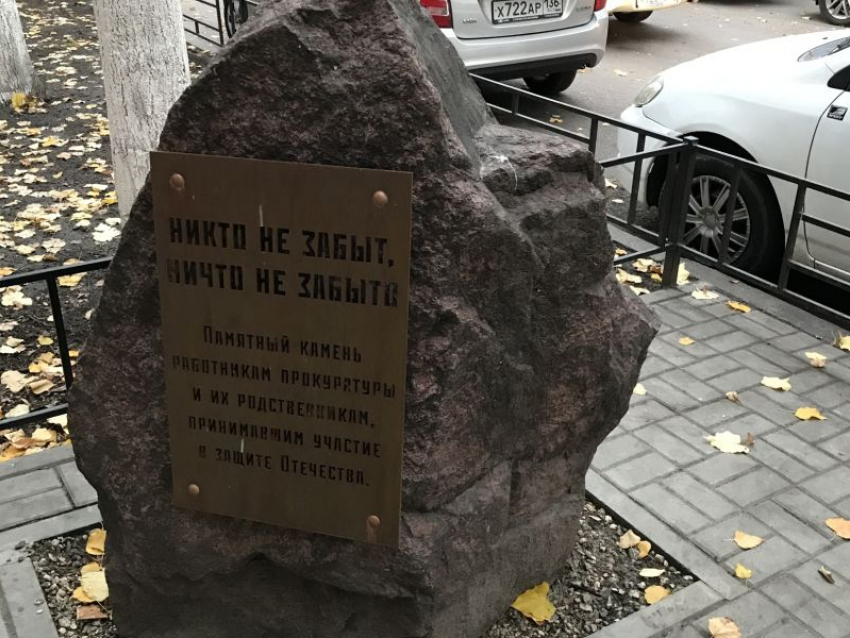 Х722АР 136
НИКТО НЕ ЗАБЫТ,
НИЧТО НЕ ЗАБЫТО
Памятный камень
работникам прокуратуры
и их родственникам,
принимавшим участие
в защите Отечества.